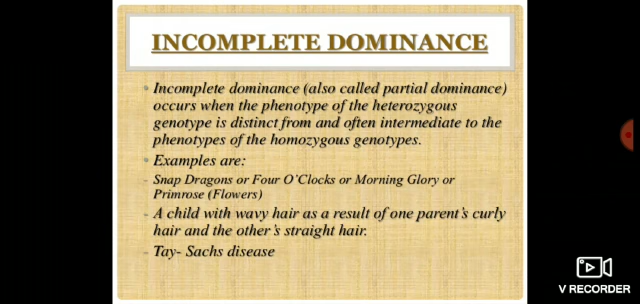 INCOMPLETE DOMINANCE
• Incomplete dominance (also called partial dominance)
occurs when the phenotype of the heterozygous
genotype is distinct from and often intermediate to the
phenotypes of the homozygous genotypes.
• Examples are:
- Snap Dragons or Four O'Clocks or Morning Glory or
Primrose (Flowers)
- A child with wavy hair as a result of one parent's curly
hair and the other's straight hair.
- Tay- Sachs disease
V RECORDER